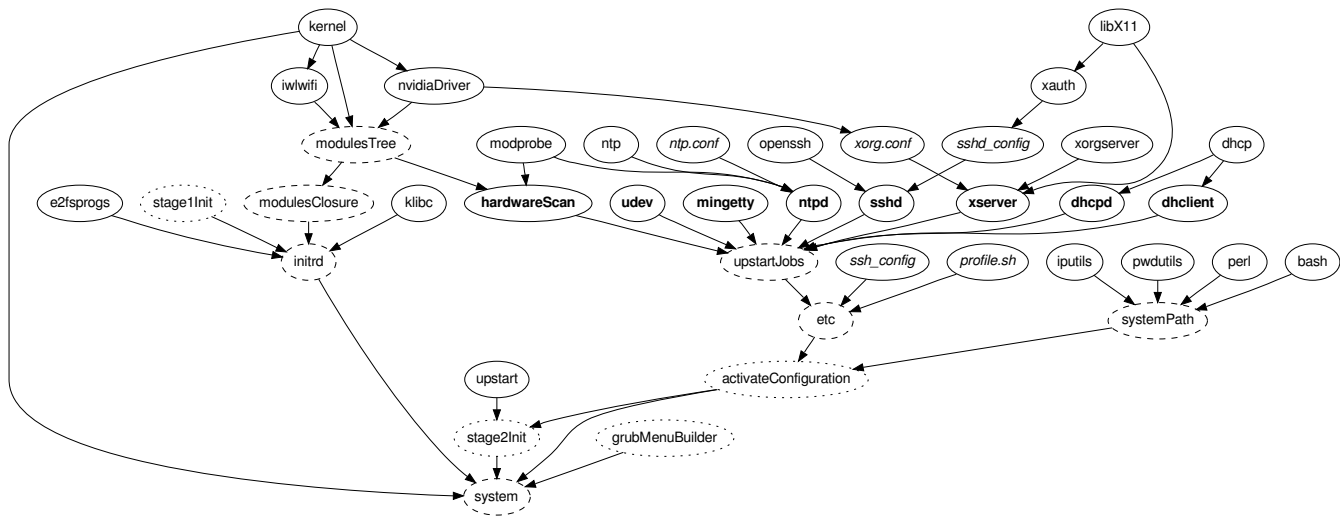 kernel
libX11
iwlwifi
nvidiaDriver
xauth
modulesTree
modprobe
ntp
ntp.conf
openssh
xorg.conf
sshd_config
xorgserver
dhcp
e2fsprogs
stage1Init
modulesClosure
klibc
hardwareScan
udev
mingetty
ntpd
sshd
xserver
dhcpd
dhclient
initrd
upstartJobs
ssh_config
profile.sh
iputils
pwdutils
perl
bash
etc
systemPath
upstart
activateConfiguration
stage2Init
grubMenuBuilder
system